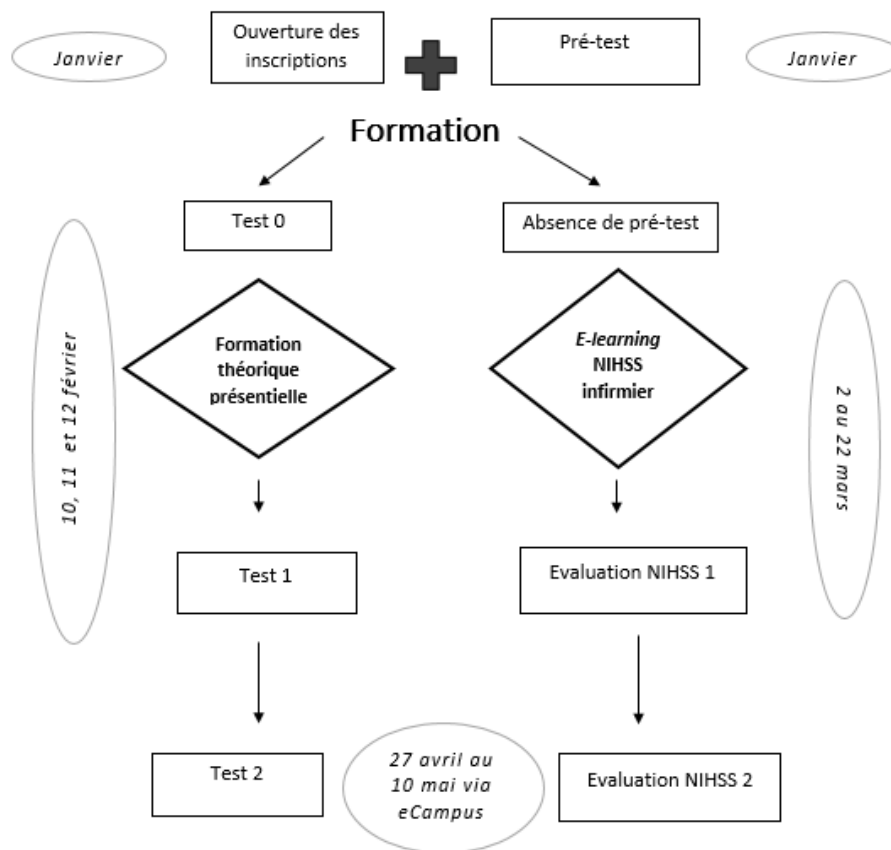 Janvier
Ouverture des
inscriptions
Pré-test
Janvier
Formation
Test 0
Absence de pré-test
10, 11 et 12 février
Formation
théorique
présentielle
E-learning
NIHSS
infirmier
2 au 22 mars
Test 1
Evaluation NIHSS 1
Test 2
27 avril au
10 mai via
eCampus
Evaluation NIHSS 2